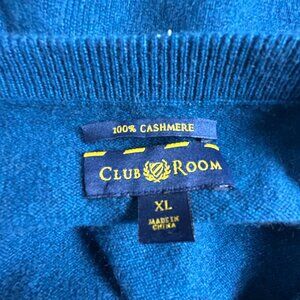 100% CASHMERE
CLUB ROOM
XL
MADE IN
CHINA